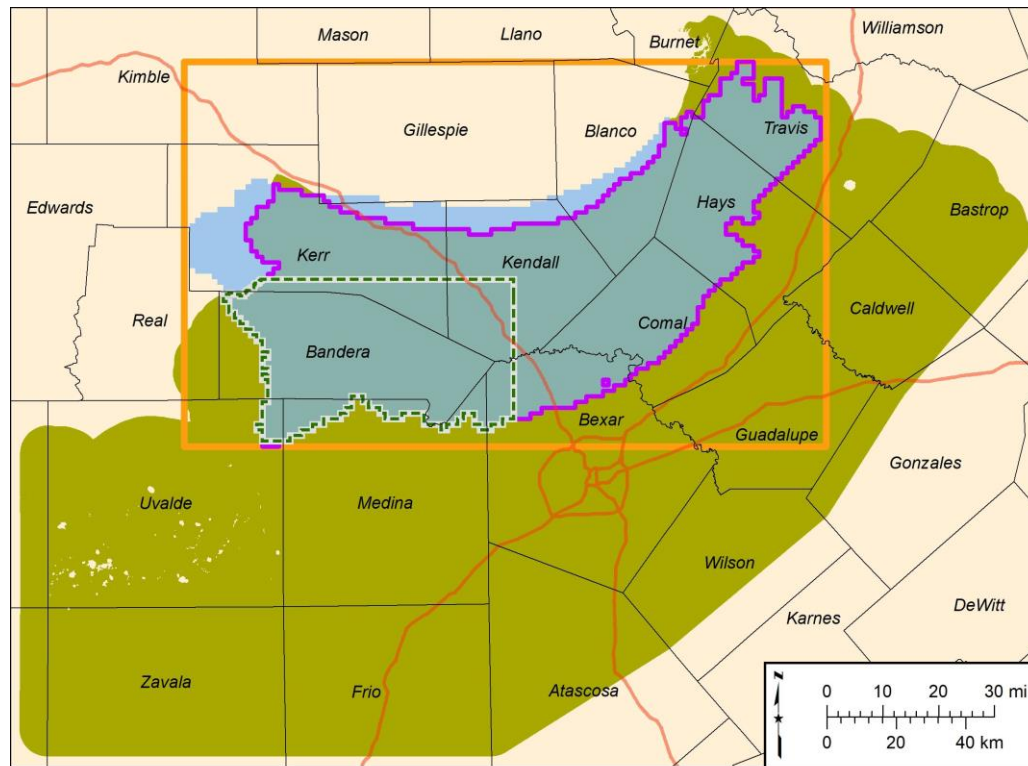 Mason
Llano
Burnet
Williamson
Kimble
Gillespie
Blanco
Travis
Edwards
Hays
Bastrop
Kerr
Kendall
Real
Comal
Caldwell
Bandera
Bexar
Guadalupe
Gonzales
Uvalde
Medina
Wilson
Karnes
DeWitt
Zavala
Frio
Atascosa
N
0 10 20 30 mi
0 20 40 km